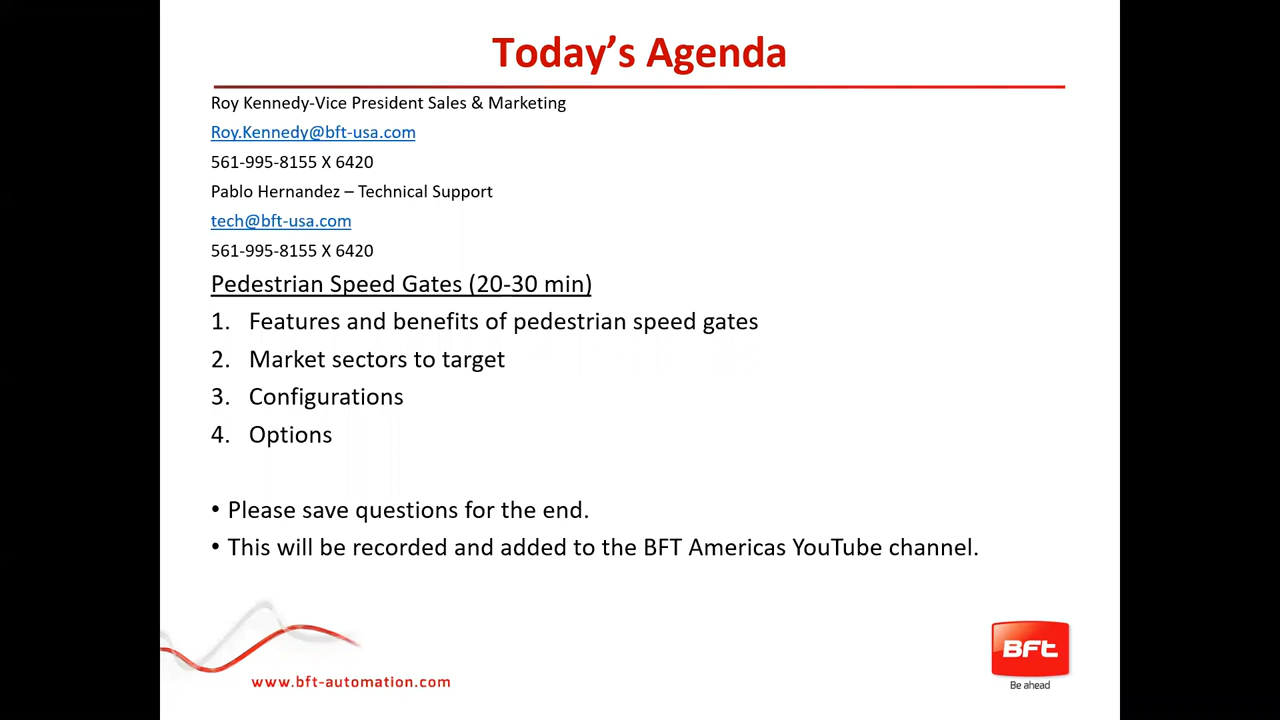 Today’s Agenda
Roy Kennedy-Vice President Sales & Marketing
Roy.Kennedy@bft-usa.com
561-995-8155 X 6420
Pablo Hernandez – Technical Support
tech@bft-usa.com
561-995-8155 X 6420
Pedestrian Speed Gates (20-30 min)
1. Features and benefits of pedestrian speed gates
2. Market sectors to target
3. Configurations
4. Options
• Please save questions for the end.
• This will be recorded and added to the BFT Americas YouTube channel.
www.bft-automation.com
BFt
Be ahead